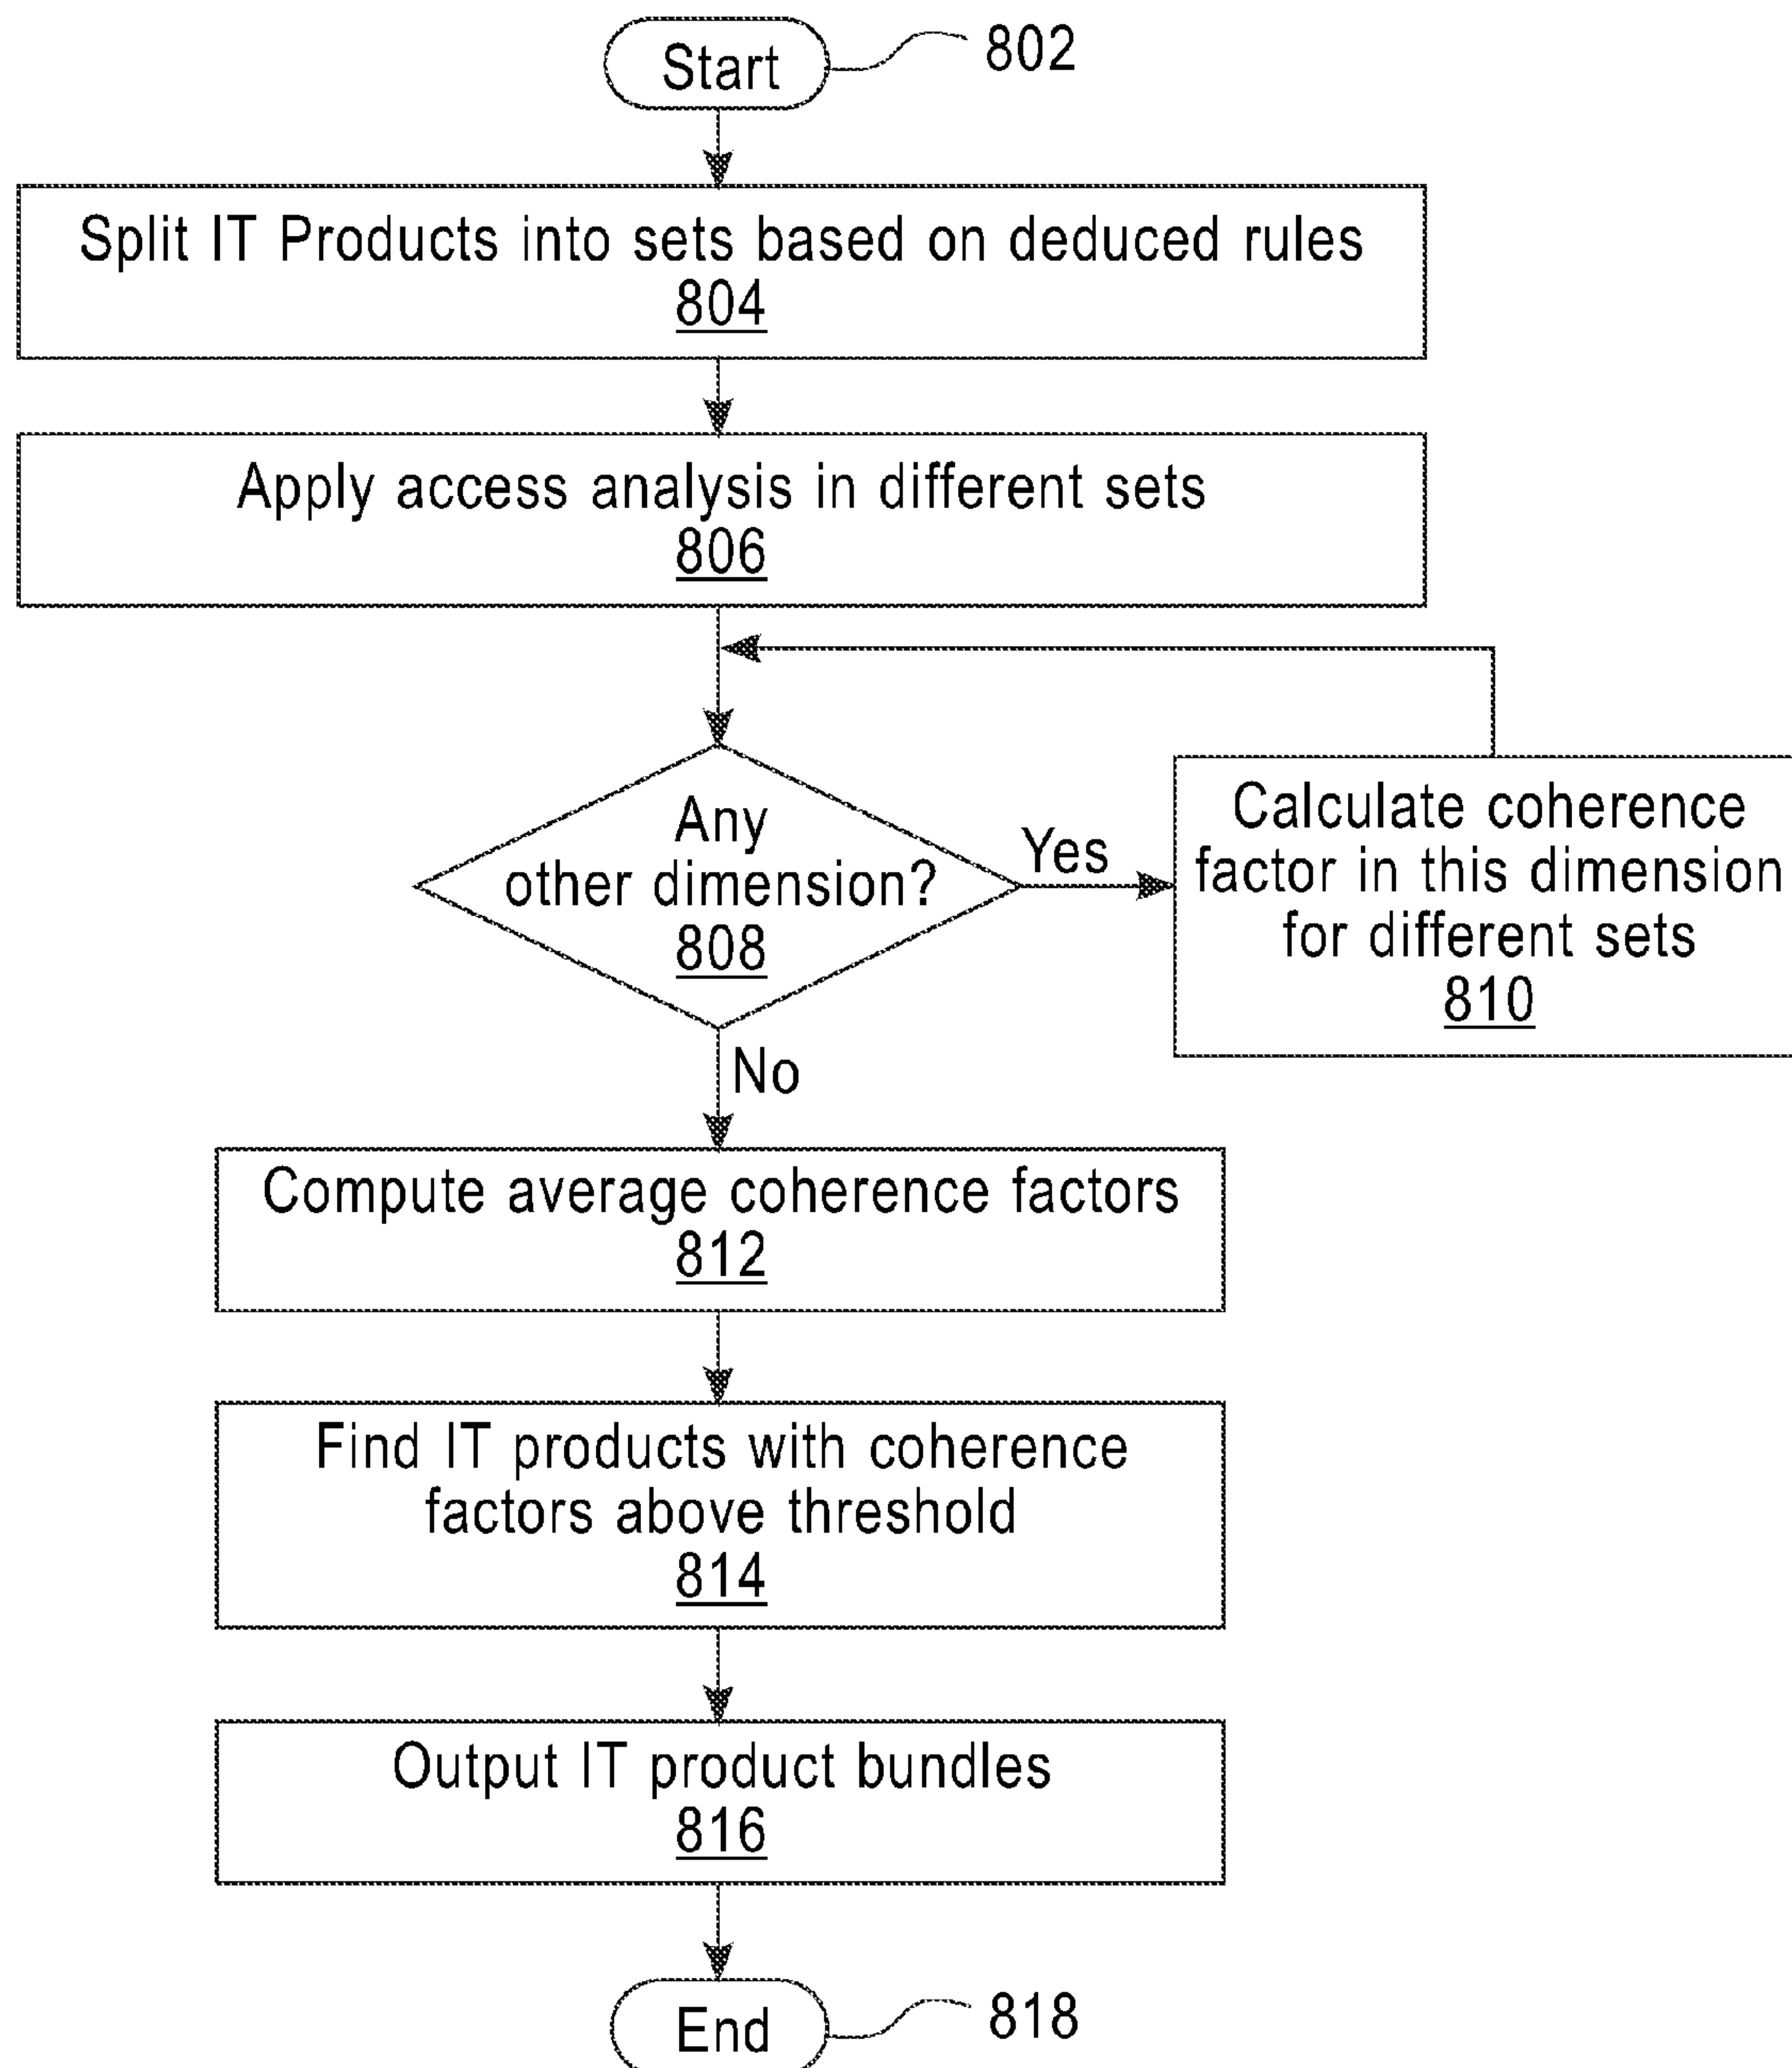 Start
802
Split IT Products into sets based on deduced rules
804
Apply access analysis in different sets
806
Any
other dimension?
808
Yes
Calculate coherence
factor in this dimension
for different sets
810
No
Compute average coherence factors
812
Find IT products with coherence
factors above threshold
814
Output IT product bundles
816
End
818